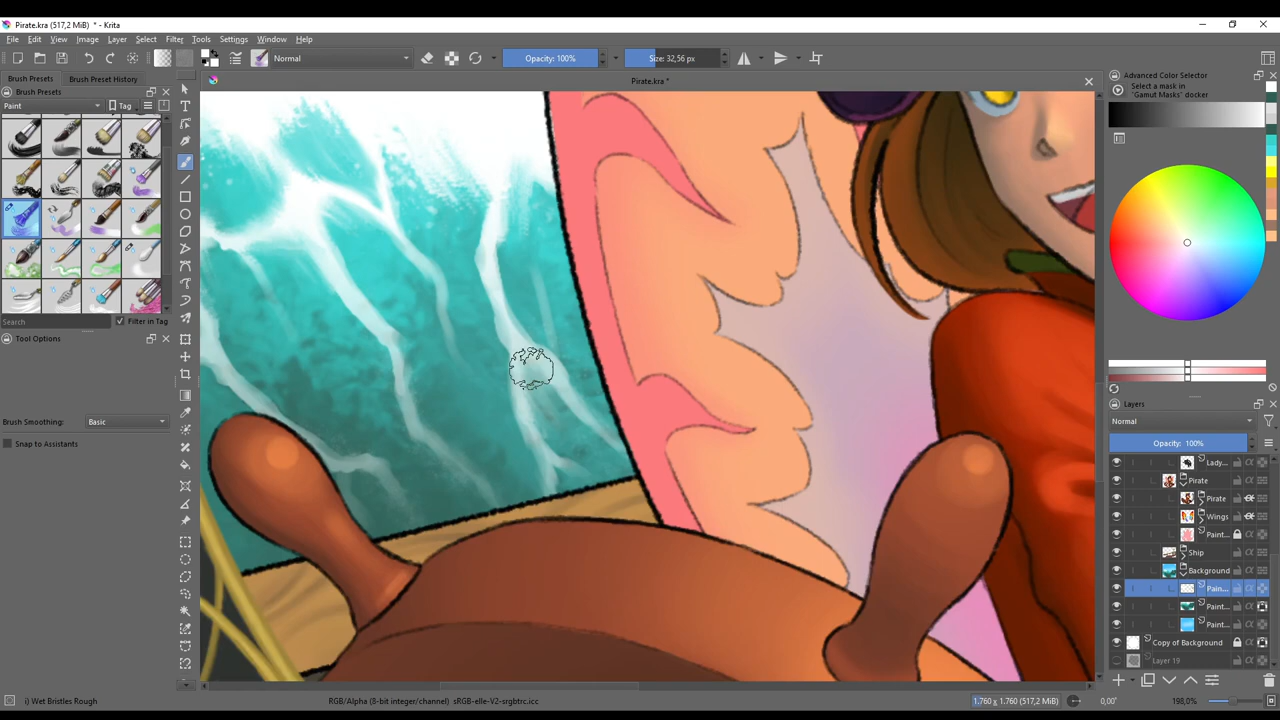 Pirate.kra (517,2 MiB) * - Krita
File Edit View Image Layer Select Filter Tools Settings Window Help
Normal
Opacity: 100%
Size: 32,56 px
Brush Presets Brush Preset History
Pirate.kra *
Advanced Color Selector
Brush Presets
Select a mask in
"Gamut Masks" docker
Paint
Tag
Search
Filter in Tag
Tool Options
Layers
Brush Smoothing: Basic
Normal
Snap to Assistants
Opacity: 100%
Lady...
Pirate
Pirate
Wings
Paint...
Ship
Background
Pain...
Paint...
Paint...
Copy of Background
Layer 19
i) Wet Bristles Rough
RGB/Alpha (8-bit integer/channel) sRGB-elle-V2-srgbtrc.icc
1.760 x 1.760 (517,2 MiB)
0,00°
198,0%